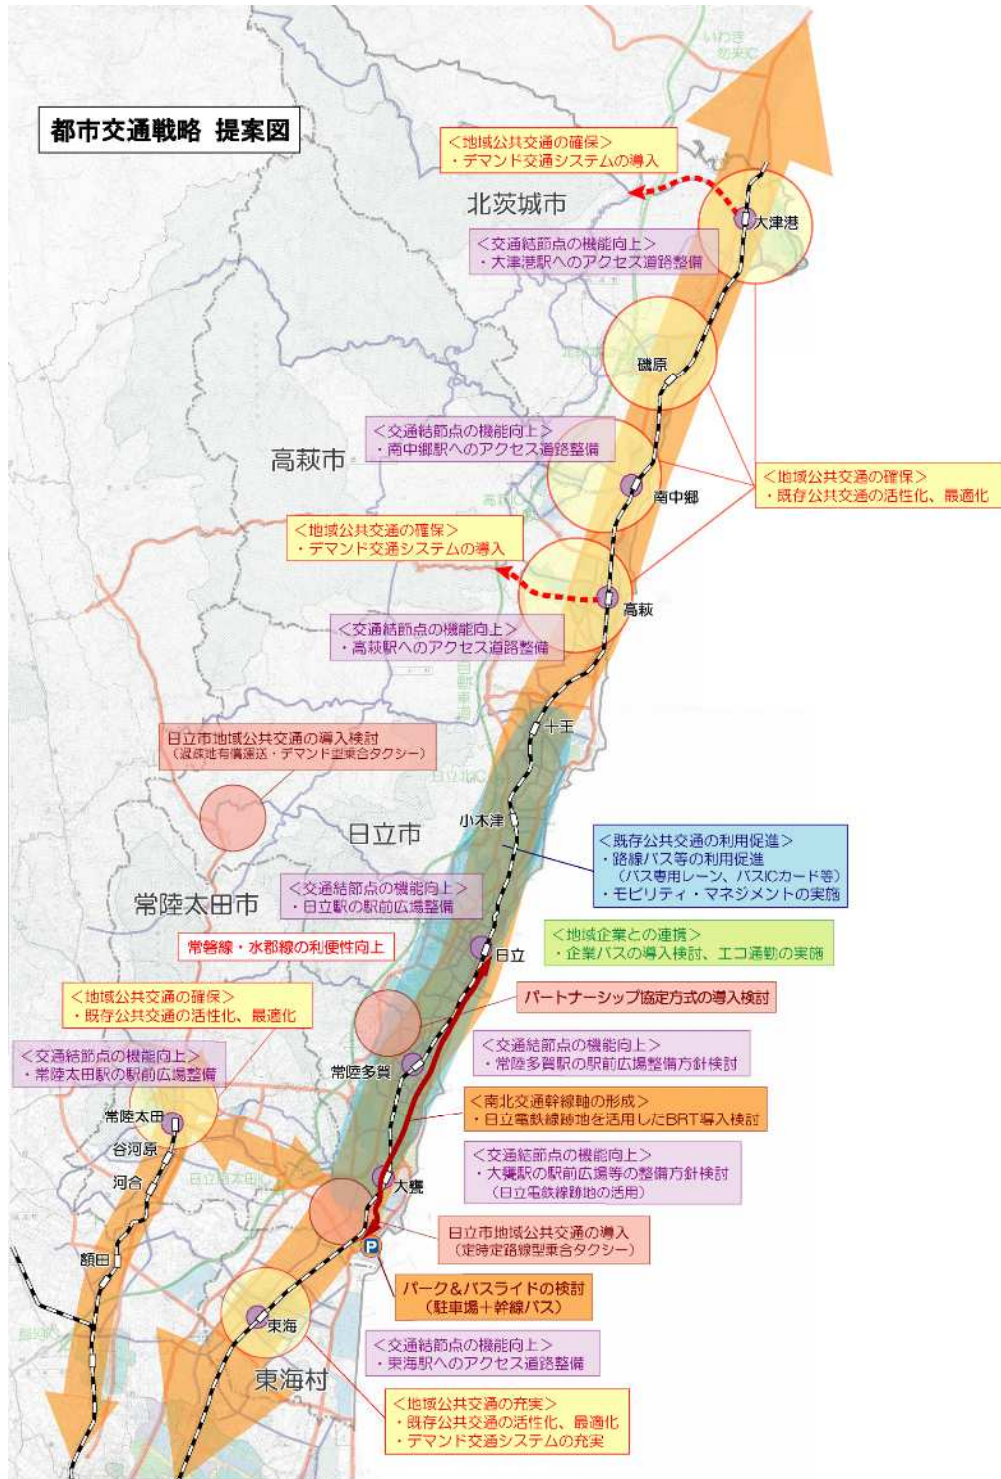 都市交通戦略 提案図
いわき
勿来IC
<地域公共交通の確保>
・デマンド交通システムの導入
北茨城市
大津港
<交通結節点の機能向上>
・大津港駅へのアクセス道路整備
磯原
<交通結節点の機能向上>
・南中郷駅へのアクセス道路整備
高萩市
南中郷
<地域公共交通の確保>
・既存公共交通の活性化、最適化
<地域公共交通の確保>
・デマンド交通システムの導入
高萩
<交通結節点の機能向上>
・高萩駅へのアクセス道路整備
十王
日立市地域公共交通の導入検討
(過疎地有償運送・デマンド型乗合タクシー)
日立北IC
小木津
日立市
<既存公共交通の利用促進>
・路線バス等の利用促進
(バス専用レーン、バスICカード等)
・モビリティ・マネジメントの実施
<交通結節点の機能向上>
・日立駅の駅前広場整備
常陸太田市
常磐線・水郡線の利便性向上
日立
<地域企業との連携>
・企業バスの導入検討、エコ通勤の実施
<地域公共交通の確保>
・既存公共交通の活性化、最適化
パートナーシップ協定方式の導入検討
<交通結節点の機能向上>
・常陸太田駅の駅前広場整備
常陸多賀
<交通結節点の機能向上>
・常陸多賀駅の駅前広場整備方針検討
常陸太田
<南北交通幹線軸の形成>
・日立電鉄線跡地を活用したBRT導入検討
谷河原
河合
大甕
<交通結節点の機能向上>
・大甕駅の駅前広場等の整備方針検討
(日立電鉄線跡地の活用)
日立市地域公共交通の導入
(定時定路線型乗合タクシー)
P
額田
パーク&バスライドの検討
(駐車場+幹線バス)
東海
<交通結節点の機能向上>
・東海駅へのアクセス道路整備
東海村
<地域公共交通の充実>
・既存公共交通の活性化、最適化
・デマンド交通システムの充実